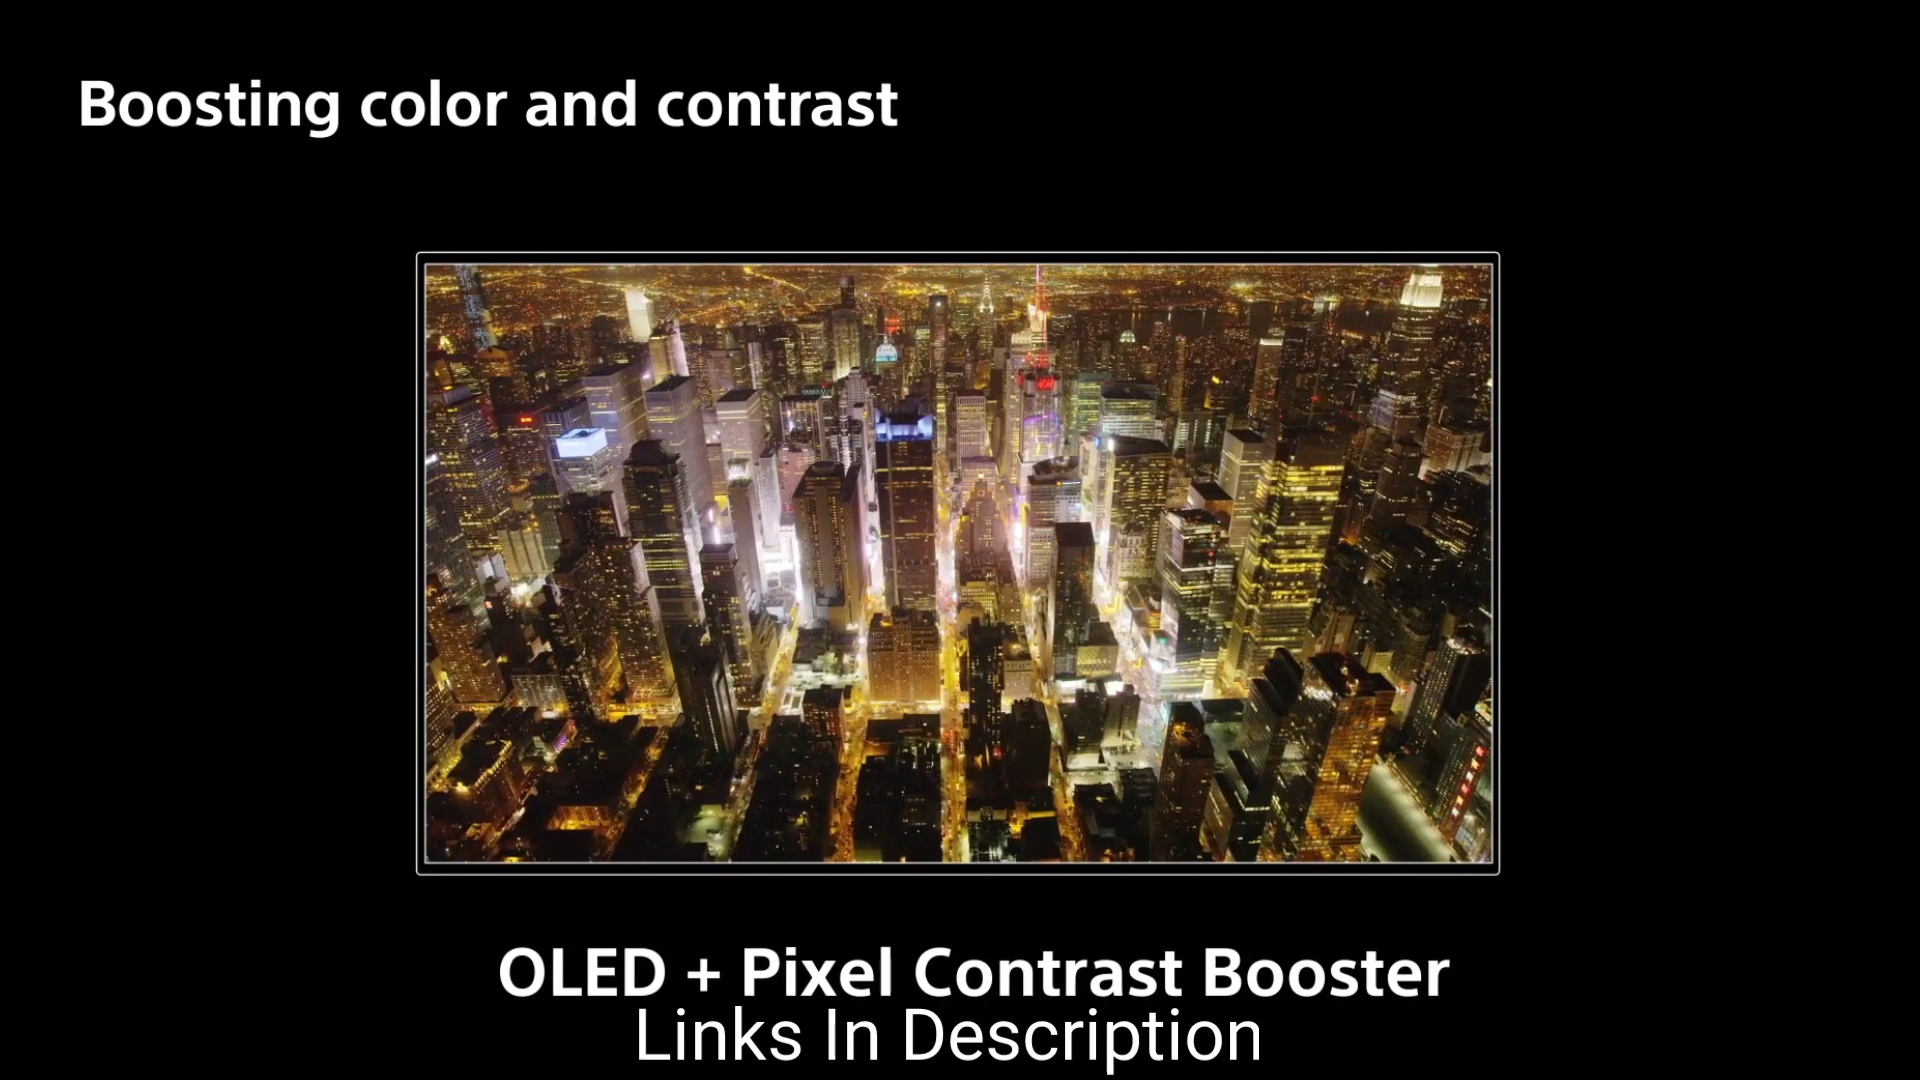 Boosting color and contrast
OLED + Pixel Contrast Booster
Links In Description